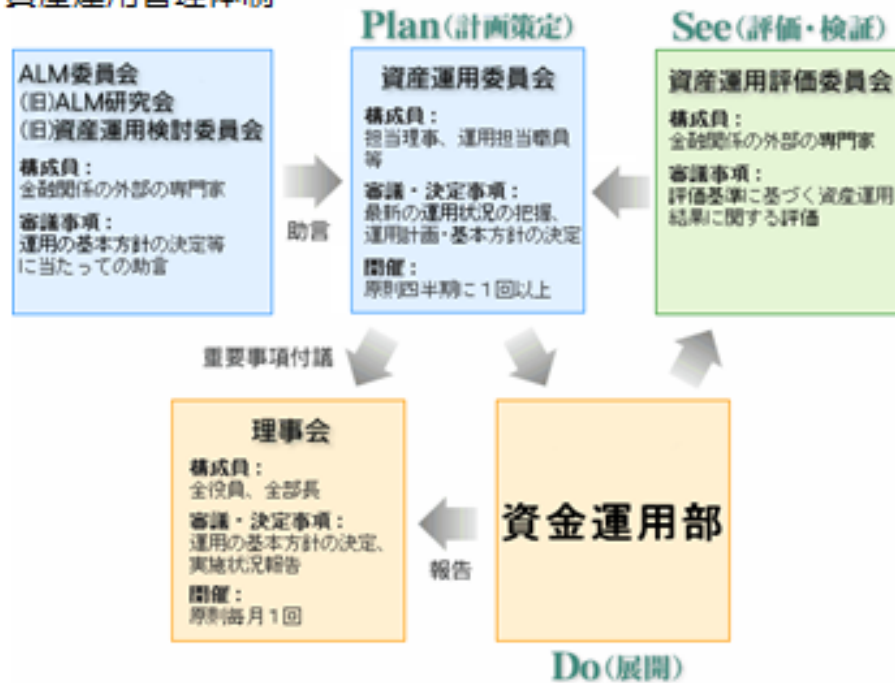 資産運用管理体制
Plan(計画策定)
See(評価・検証)
ALM委員会
(旧)ALM研究会
(旧)資産運用検討委員会
構成員：
金融関係の外部の専門家
審議事項：
運用の基本方針の決定等
に当たっての助言
助言
資産運用委員会
構成員：
担当理事、運用担当職員
等
審議・決定事項：
最新の運用状況の把握、
運用計画・基本方針の決定
開催：
原則四半期に1回以上
資産運用評価委員会
構成員：
金融関係の外部の専門家
審議事項：
評価基準に基づく資産運用
結果に関する評価
重要事項付議
理事会
構成員：
全役員、全部長
審議・決定事項：
運用の基本方針の決定、
実施状況報告
開催：
原則毎月1回
報告
資金運用部
Do(展開)